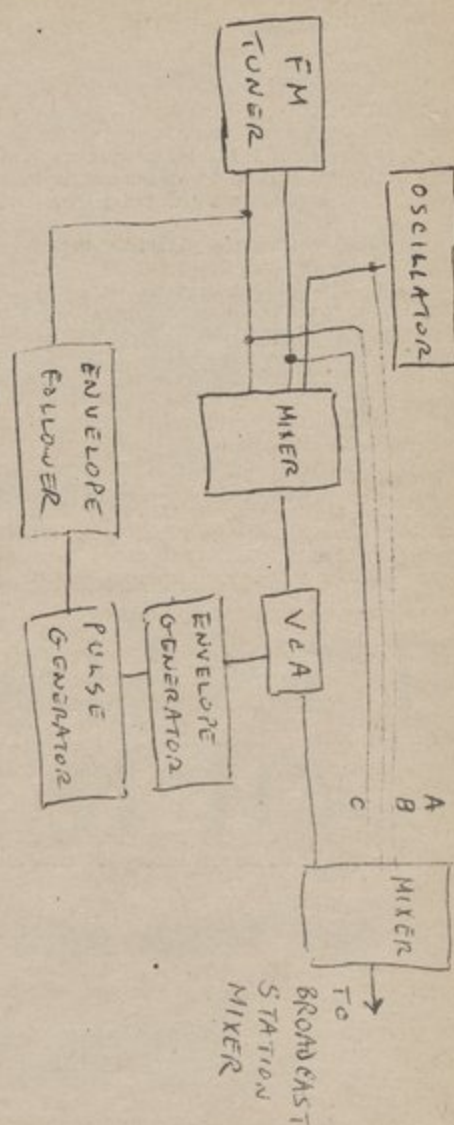 FM
TUNER
OSCILLATOR
ENVELOPE
FOLLOWER
MIXER
PULSE
GENERATOR
ENVELOPE
GENERATOR
VCA
A
B
C
MIXER
TO
BROADCAST
STATION
MIXER